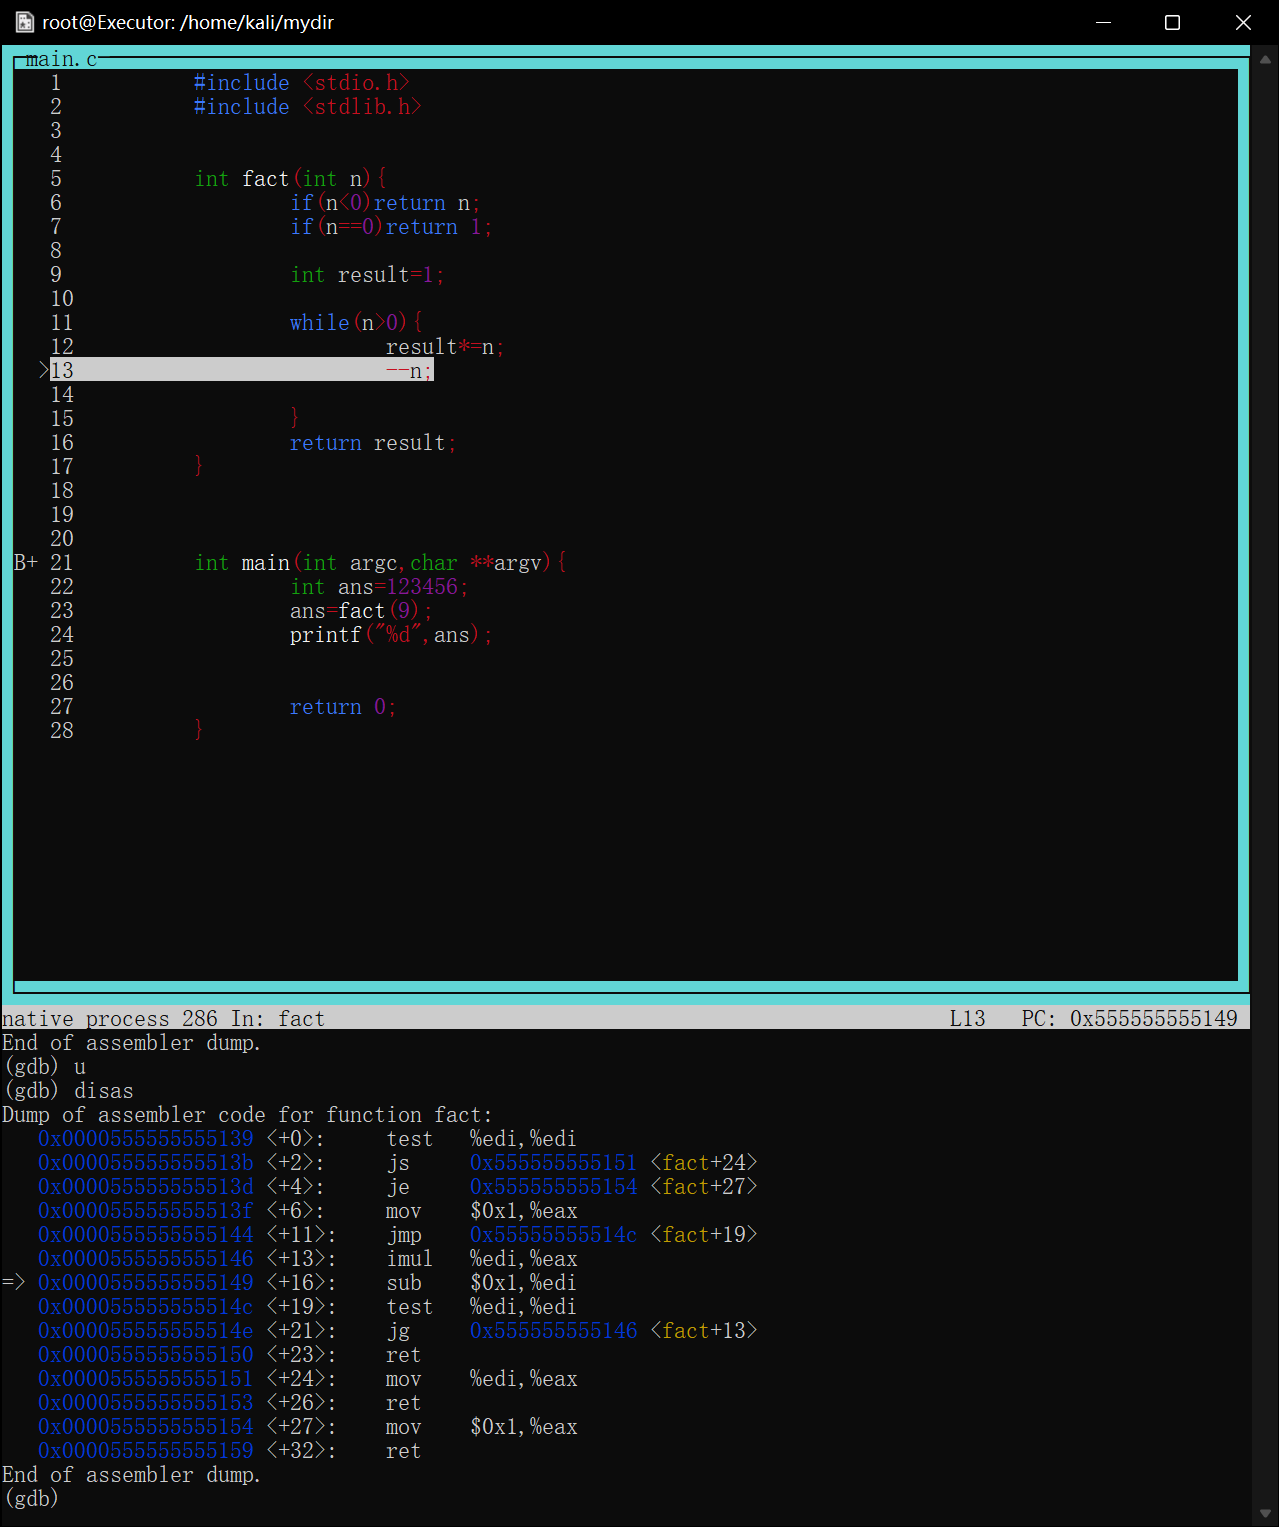 root@Executor: /home/kali/mydir
main.c
1 #include <stdio.h>
2 #include <stdlib.h>
3
4
5 int fact(int n){
6 if(n<0)return n;
7 if(n==0)return 1;
8
9 int result=1;
10
11 while(n>0){
12 result*=n;
>13 --n;
14
15 }
16 return result;
17 }
18
19
20
B+ 21 int main(int argc,char **argv){
22 int ans=123456;
23 ans=fact(9);
24 printf("%d",ans);
25
26
27 return 0;
28 }
native process 286 In: fact L13 PC: 0x555555555149
End of assembler dump.
(gdb) u
(gdb) disas
Dump of assembler code for function fact:
0x0000555555555139 <+0>: test %edi,%edi
0x000055555555513b <+2>: js 0x555555555151 <fact+24>
0x000055555555513d <+4>: je 0x555555555154 <fact+27>
0x000055555555513f <+6>: mov $0x1,%eax
0x0000555555555144 <+11>: jmp 0x55555555514c <fact+19>
0x0000555555555146 <+13>: imul %edi,%eax
=> 0x0000555555555149 <+16>: sub $0x1,%edi
0x000055555555514c <+19>: test %edi,%edi
0x000055555555514e <+21>: jg 0x555555555146 <fact+13>
0x0000555555555150 <+23>: ret
0x0000555555555151 <+24>: mov %edi,%eax
0x0000555555555153 <+26>: ret
0x0000555555555154 <+27>: mov $0x1,%eax
0x0000555555555159 <+32>: ret
End of assembler dump.
(gdb)